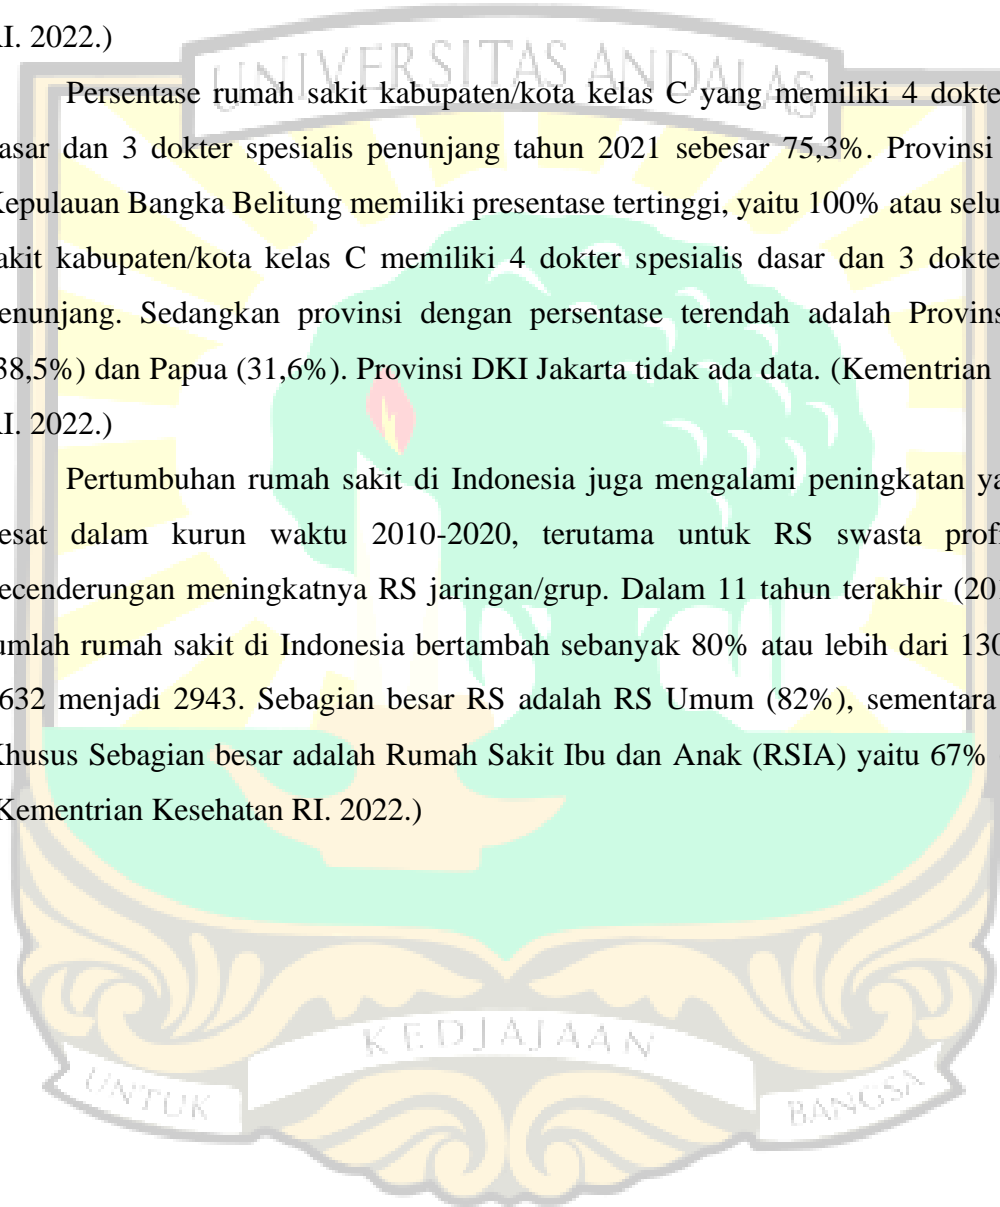 RI. 2022.)
UNIVERSITAS ANDALAS
Persentase rumah sakit kabupaten/kota kelas C yang memiliki 4 dokte
asar dan 3 dokter spesialis penunjang tahun 2021 sebesar 75,3%. Provinsi
Kepulauan Bangka Belitung memiliki presentase tertinggi, yaitu 100% atau selu
akit kabupaten/kota kelas C memiliki 4 dokter spesialis dasar dan 3 dokte
enunjang. Sedangkan provinsi dengan persentase terendah adalah Provins
38,5%) dan Papua (31,6%). Provinsi DKI Jakarta tidak ada data. (Kementrian
RI. 2022.)
Pertumbuhan rumah sakit di Indonesia juga mengalami peningkatan ya
esat dalam kurun waktu 2010-2020, terutama untuk RS swasta prof
ecenderungan meningkatnya RS jaringan/grup. Dalam 11 tahun terakhir (201
umlah rumah sakit di Indonesia bertambah sebanyak 80% atau lebih dari 130
632 menjadi 2943. Sebagian besar RS adalah RS Umum (82%), sementara
Khusus Sebagian besar adalah Rumah Sakit Ibu dan Anak (RSIA) yaitu 67%
(Kementrian Kesehatan RI. 2022.)
UNTUK KEDJAJAAN BANGSA